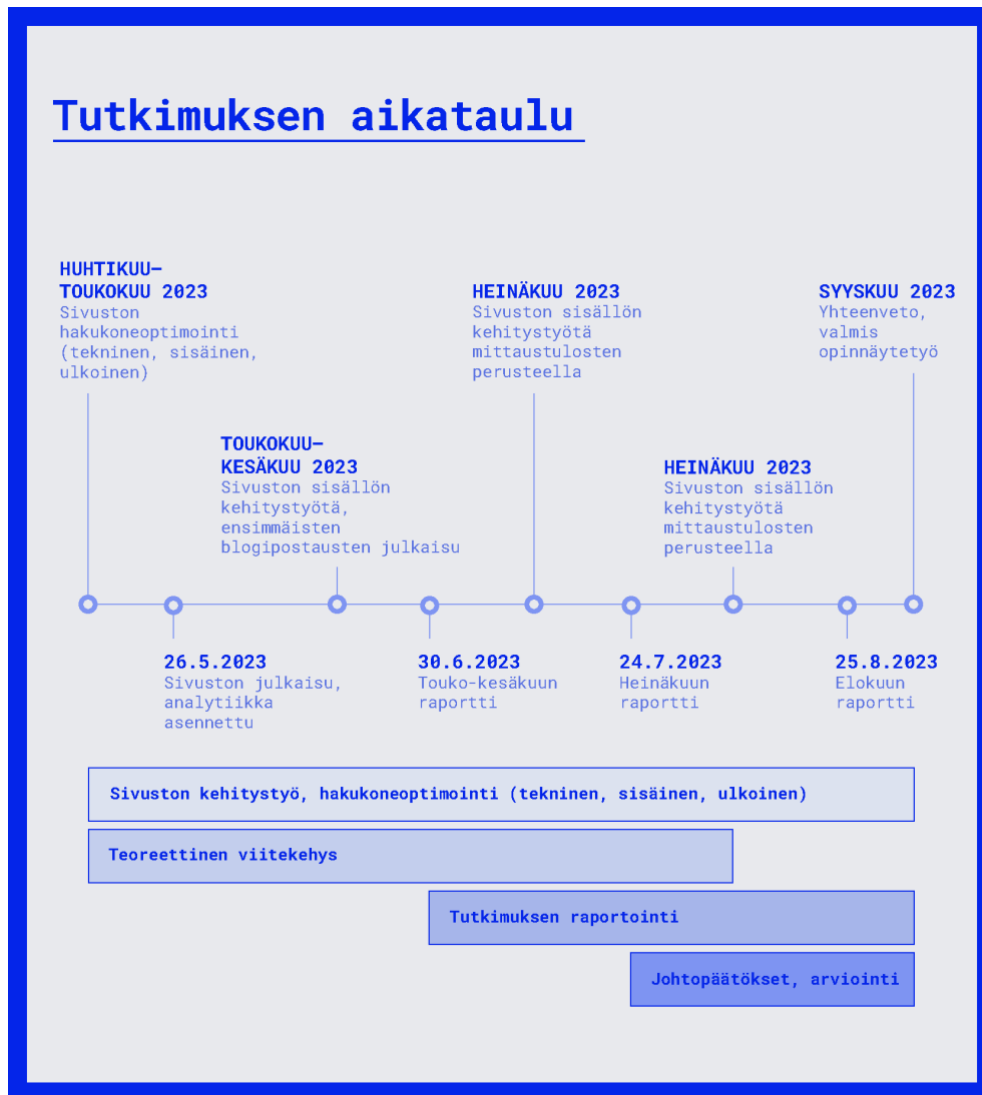 Tutkimuksen aikataulu
HUHTIKUU–
TOUKOKUU 2023
Sivuston
hakukoneoptimointi
(tekninen, sisäinen,
ulkoinen)
TOUKOKUU–
KESÄKUU 2023
Sivuston sisällön
kehitystyötä,
ensimmäisten
blogipostausten julkaisu
HEINÄKUU 2023
Sivuston sisällön
kehitystyötä
mittaustulosten
perusteella
HEINÄKUU 2023
Sivuston sisällön
kehitystyötä
mittaustulosten
perusteella
SYYSKUU 2023
Yhteenveto,
valmis
opinnäytetyö
26.5.2023
Sivuston julkaisu,
analytiikka
asennettu
30.6.2023
Touko-kesäkuun
raportti
24.7.2023
Heinäkuun
raportti
25.8.2023
Elokuun
raportti
Sivuston kehitystyö, hakukoneoptimointi (tekninen, sisäinen, ulkoinen)
Teoreettinen viitekehys
Tutkimuksen raportointi
Johtopäätökset, arviointi